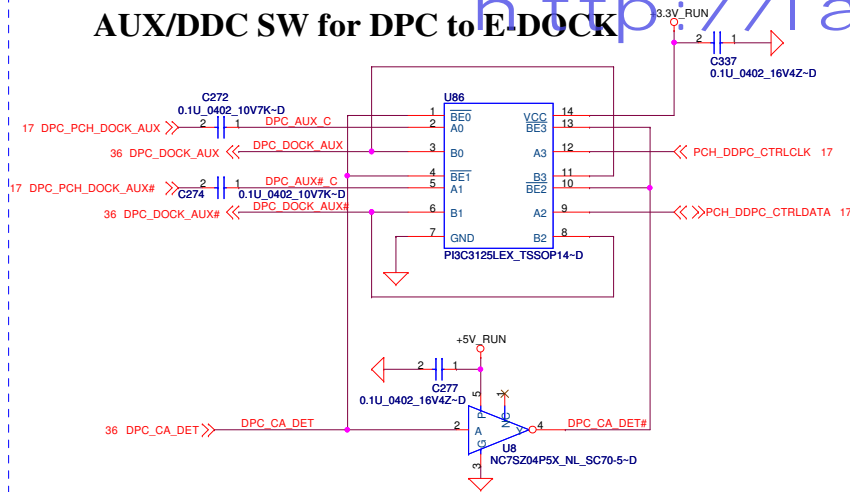 AUX/DDC SW for DPC to E-DOCK
http://la
+3.3V_RUN
2 1
C337
0.1U_0402_16V4Z~D
C272
0.1U_0402_10V7K~D
U86
17 DPC_PCH_DOCK_AUX 2 1 DPC_AUX_C
36 DPC_DOCK_AUX DPC_DOCK_AUX
17 DPC_PCH_DOCK_AUX# 2 1 DPC_AUX#_C
C274 0.1U_0402_10V7K~D
36 DPC_DOCK_AUX# DPC_DOCK_AUX#
1 BE0 VCC 14
2 A0 BE3 13
3 B0 A3 12
4 BE1 B3 11
5 A1 BE2 10
6 B1 A2 9
7 GND B2 8
PCH_DDPC_CTRLCLK 17
PCH_DDPC_CTRLDATA 17
PI3C3125LEX_TSSOP14~D
+5V_RUN
2 1
C277
0.1U_0402_16V4Z~D
5 1
P NC
36 DPC_CA_DET DPC_CA_DET 2 A Y 4 DPC_CA_DET#
G
3
U8
NC7SZ04P5X_NL_SC70-5~D